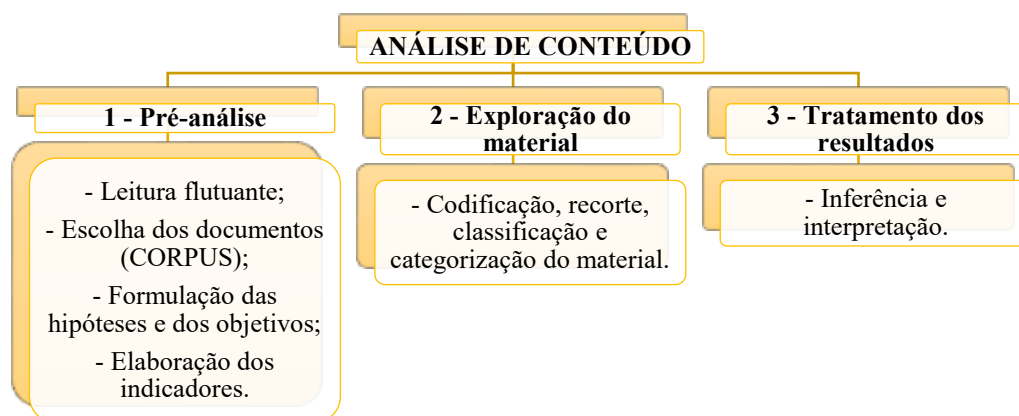 ANÁLISE DE CONTEÚDO
1 - Pré-análise
- Leitura flutuante;
- Escolha dos documentos
(CORPUS);
- Formulação das
hipóteses e dos objetivos;
- Elaboração dos
indicadores.
2 - Exploração do
material
- Codificação, recorte,
classificação e
categorização do material.
3 - Tratamento dos
resultados
- Inferência e
interpretação.